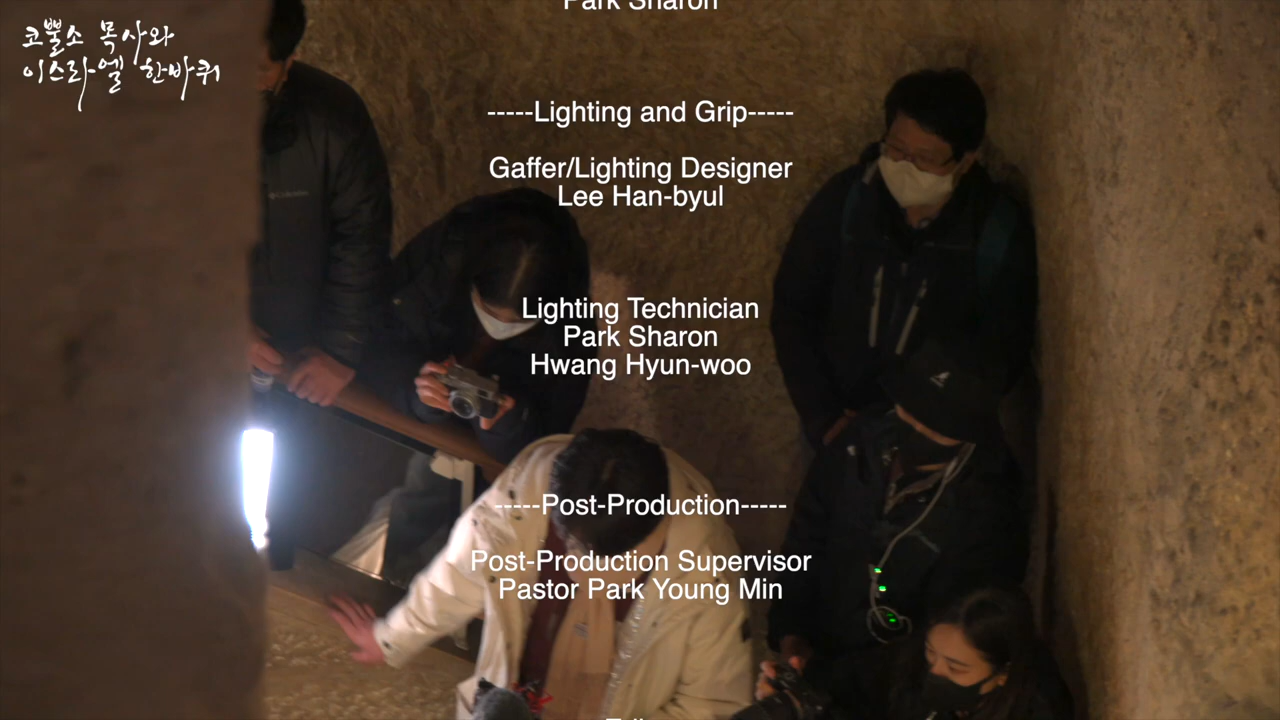 코뿔소 목사와
이스라엘 한바퀴
Park Sharon
-----Lighting and Grip-----
Gaffer/Lighting Designer
Lee Han-byul
Lighting Technician
Park Sharon
Hwang Hyun-woo
-----Post-Production-----
Post-Production Supervisor
Pastor Park Young Min
Columbia